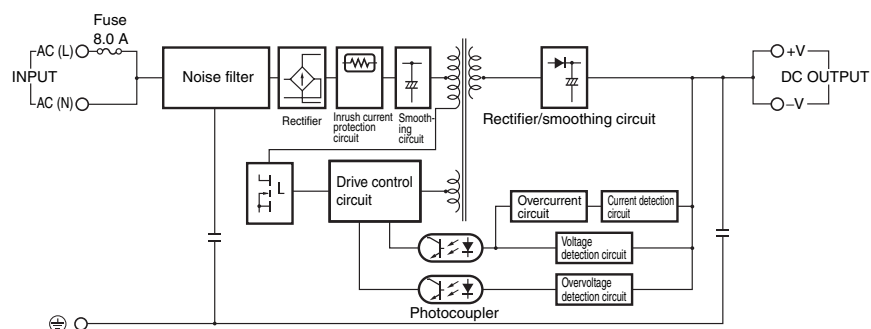 Fuse
8.0 A
AC (L)
INPUT
AC (N)
Noise filter
Rectifier
Inrush current
protection
circuit
Smooth-
ing
circuit
Rectifier/smoothing circuit
+V
DC OUTPUT
–V
Drive control
circuit
Overcurrent
circuit
Current detection
circuit
Voltage
detection circuit
Overvoltage
detection circuit
Photocoupler